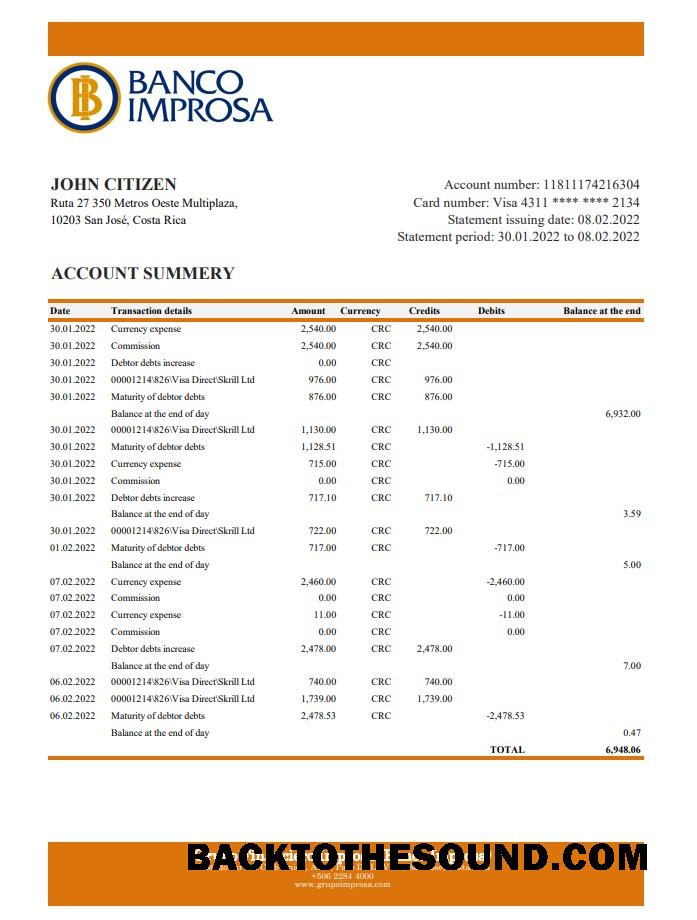 BANCO
IMPROSA
JOHN CITIZEN
Ruta 27 350 Metros Oeste Multiplaza,
10203 San José, Costa Rica
Account number: 11811174216304
Card number: Visa 4311 **** **** 2134
Statement issuing date: 08.02.2022
Statement period: 30.01.2022 to 08.02.2022
ACCOUNT SUMMERY
Date Transaction details Amount Currency Credits Debits Balance at the end
30.01.2022 Currency expense 2,540.00 CRC 2,540.00
30.01.2022 Commission 2,540.00 CRC 2,540.00
30.01.2022 Debtor debts increase 0.00 CRC
30.01.2022 00001214\826\Visa Direct\Skrill Ltd 976.00 CRC 976.00
30.01.2022 Maturity of debtor debts 876.00 CRC 876.00
Balance at the end of day 6,932.00
30.01.2022 00001214\826\Visa Direct\Skrill Ltd 1,130.00 CRC 1,130.00
30.01.2022 Maturity of debtor debts 1,128.51 CRC -1,128.51
30.01.2022 Currency expense 715.00 CRC -715.00
30.01.2022 Commission 0.00 CRC 0.00
30.01.2022 Debtor debts increase 717.10 CRC 717.10
Balance at the end of day 3.59
30.01.2022 00001214\826\Visa Direct\Skrill Ltd 722.00 CRC 722.00
01.02.2022 Maturity of debtor debts 717.00 CRC -717.00
Balance at the end of day 5.00
07.02.2022 Currency expense 2,460.00 CRC -2,460.00
07.02.2022 Commission 0.00 CRC 0.00
07.02.2022 Currency expense 11.00 CRC -11.00
07.02.2022 Commission 0.00 CRC 0.00
07.02.2022 Debtor debts increase 2,478.00 CRC 2,478.00
Balance at the end of day 7.00
06.02.2022 00001214\826\Visa Direct\Skrill Ltd 740.00 CRC 740.00
06.02.2022 00001214\826\Visa Direct\Skrill Ltd 1,739.00 CRC 1,739.00
06.02.2022 Maturity of debtor debts 2,478.53 CRC -2,478.53
Balance at the end of day 0.47
TOTAL 6,948.06
BACKTOTHESOUND.COM
+506 2284 4000
www.grupoimprosa.com